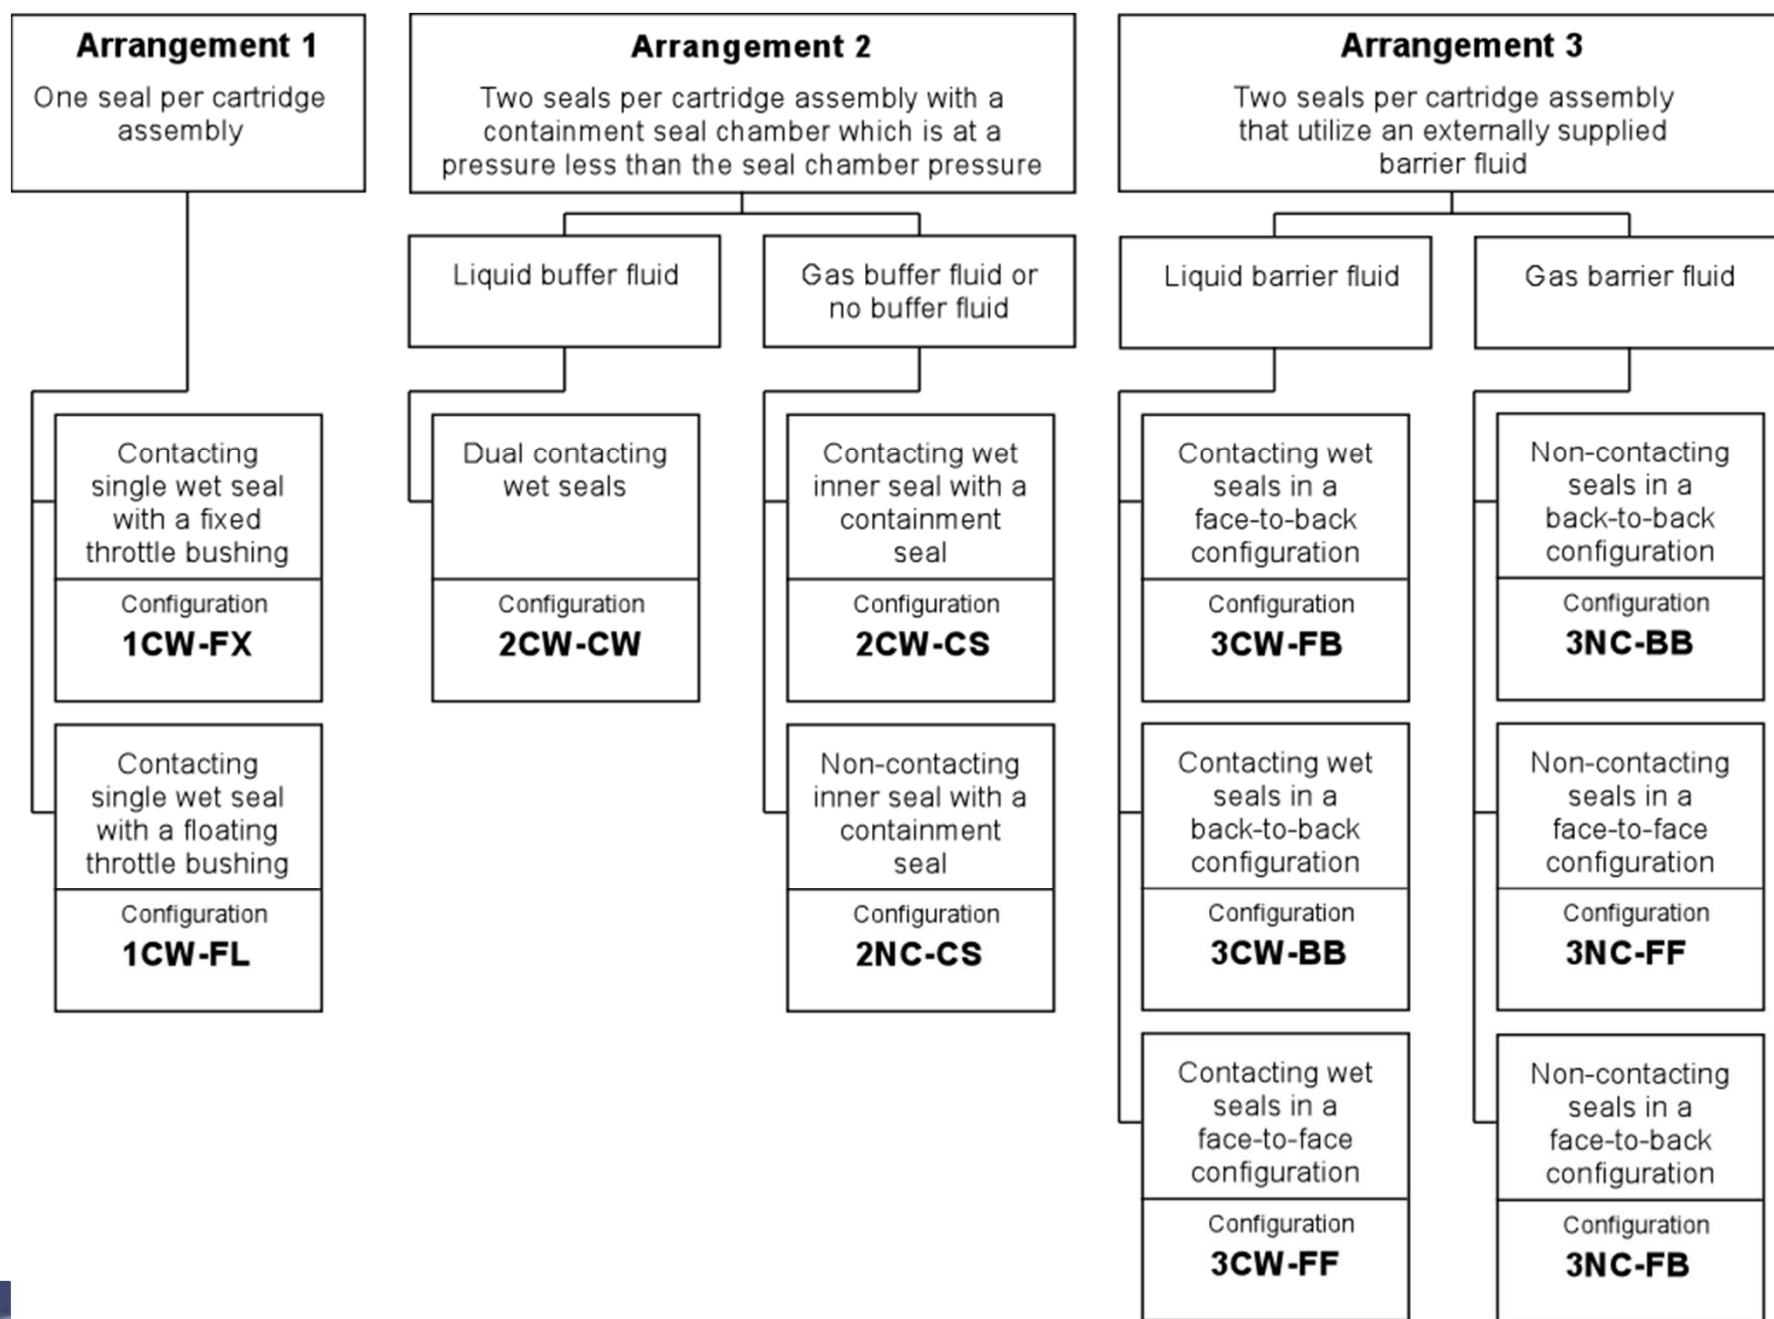 Arrangement 1
One seal per cartridge
assembly
Arrangement 2
Two seals per cartridge assembly with a
containment seal chamber which is at a
pressure less than the seal chamber pressure
Arrangement 3
Two seals per cartridge assembly
that utilize an externally supplied
barrier fluid
Liquid buffer fluid
Gas buffer fluid or
no buffer fluid
Liquid barrier fluid
Gas barrier fluid
Contacting
single wet seal
with a fixed
throttle bushing
Configuration
1CW-FX
Dual contacting
wet seals
Configuration
2CW-CW
Contacting wet
inner seal with a
containment
seal
Configuration
2CW-CS
Contacting wet
seals in a
face-to-back
configuration
Configuration
3CW-FB
Non-contacting
seals in a
back-to-back
configuration
Configuration
3NC-BB
Contacting
single wet seal
with a floating
throttle bushing
Configuration
1CW-FL
Non-contacting
inner seal with a
containment
seal
Configuration
2NC-CS
Contacting wet
seals in a
back-to-back
configuration
Configuration
3CW-BB
Non-contacting
seals in a
face-to-face
configuration
Configuration
3NC-FF
Contacting wet
seals in a
face-to-face
configuration
Configuration
3CW-FF
Non-contacting
seals in a
face-to-back
configuration
Configuration
3NC-FB